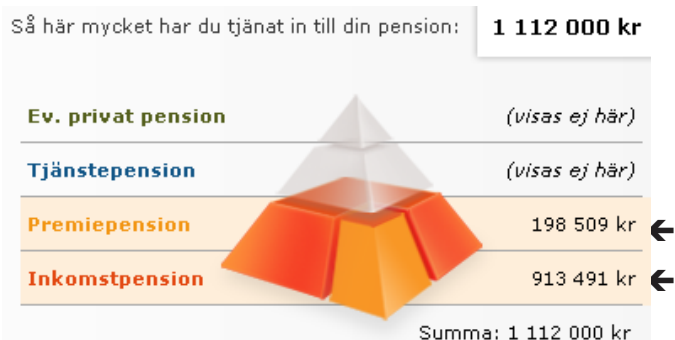 Så här mycket har du tjänat in till din pension: 1 112 000 kr
Ev. privat pension (visas ej här)
Tjänstepension (visas ej här)
Premiepension 198 509 kr ←
Inkomstpension 913 491 kr ←
Summa: 1 112 000 kr